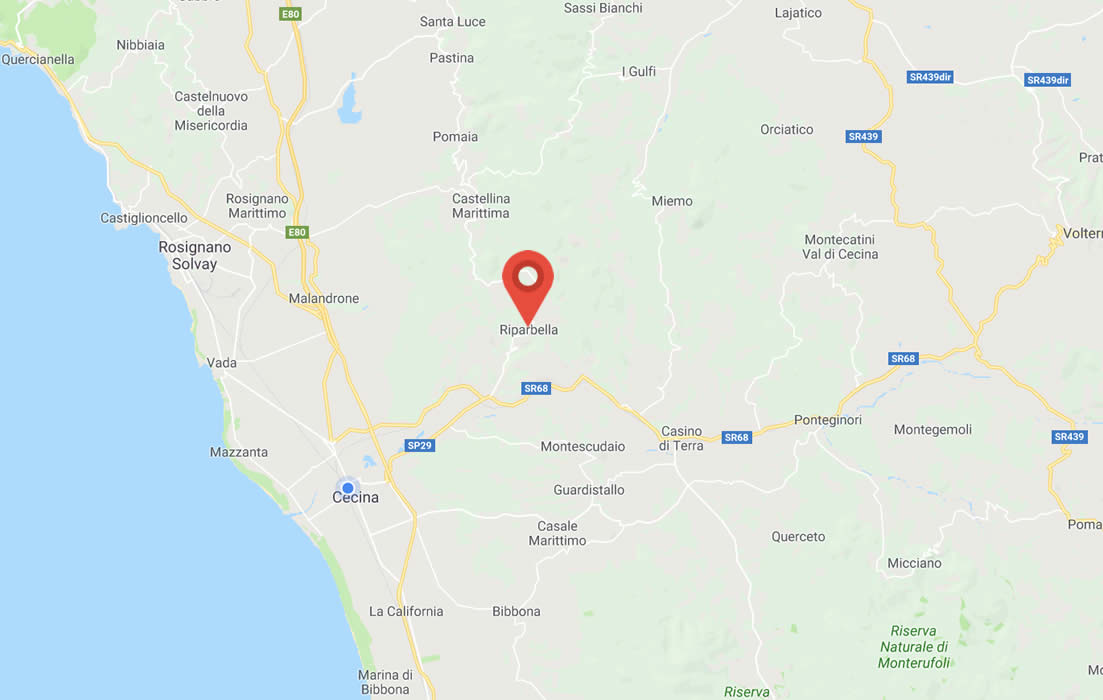 Santa Luce
Sassi Bianchi
Lajatico
E80
Nibbiaia
Quercianella
Pastina
I Gulfi
SR439dir
SR439dir
Castelnuovo
della
Misericordia
Pomaia
Orciatico
SR439
Prat
Rosignano
Marittimo
Castellina
Marittima
Miemo
Castiglioncello
E80
Montecatini
Val di Cecina
Volterr
Rosignano
Solvay
Malandrone
Riparbella
Vada
SR68
SR68
Ponteginori
Montegemoli
SR439
Casino
di Terra
SR68
SP29
Montescudaio
Mazzanta
Cecina
Guardistallo
Casale
Marittimo
Querceto
Poma
Micciano
La California
Bibbona
Riserva
Naturale di
Monterufoli
Marina di
Bibbona
Riserva
Mo